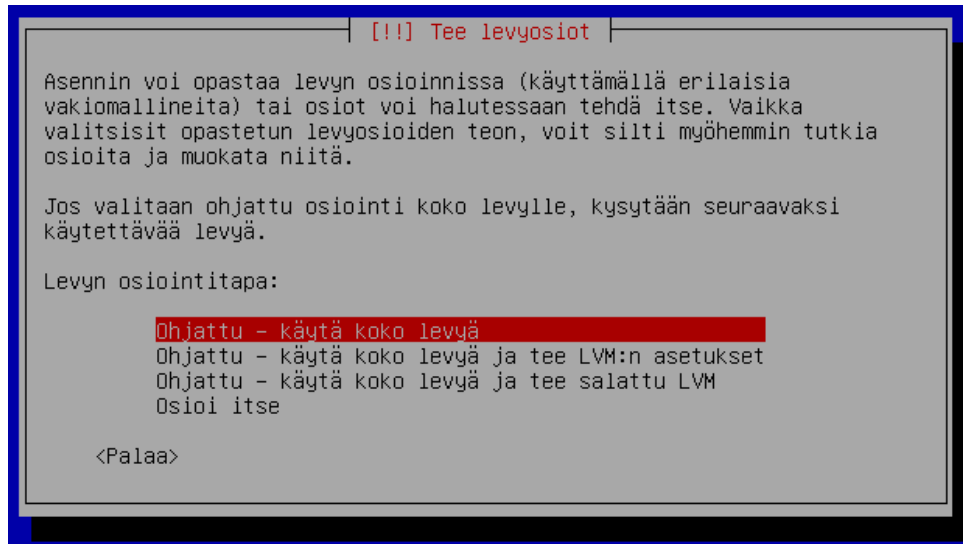 [!!] Tee levyosiot
Asennin voi opastaa levyn osioinnissa (käyttämällä erilaisia
vakiomallineita) tai osiot voi halutessaan tehdä itse. Vaikka
valitsisit opastetun levyosioiden teon, voit silti myöhemmin tutkia
osioita ja muokata niitä.
Jos valitaan ohjattu osiointi koko levylle, kysytään seuraavaksi
käytettävää levyä.
Levyn osiointitapa:
Ohjattu – käytä koko levyä
Ohjattu – käytä koko levyä ja tee LVM:n asetukset
Ohjattu – käytä koko levyä ja tee salattu LVM
Osioi itse
<Palaa>